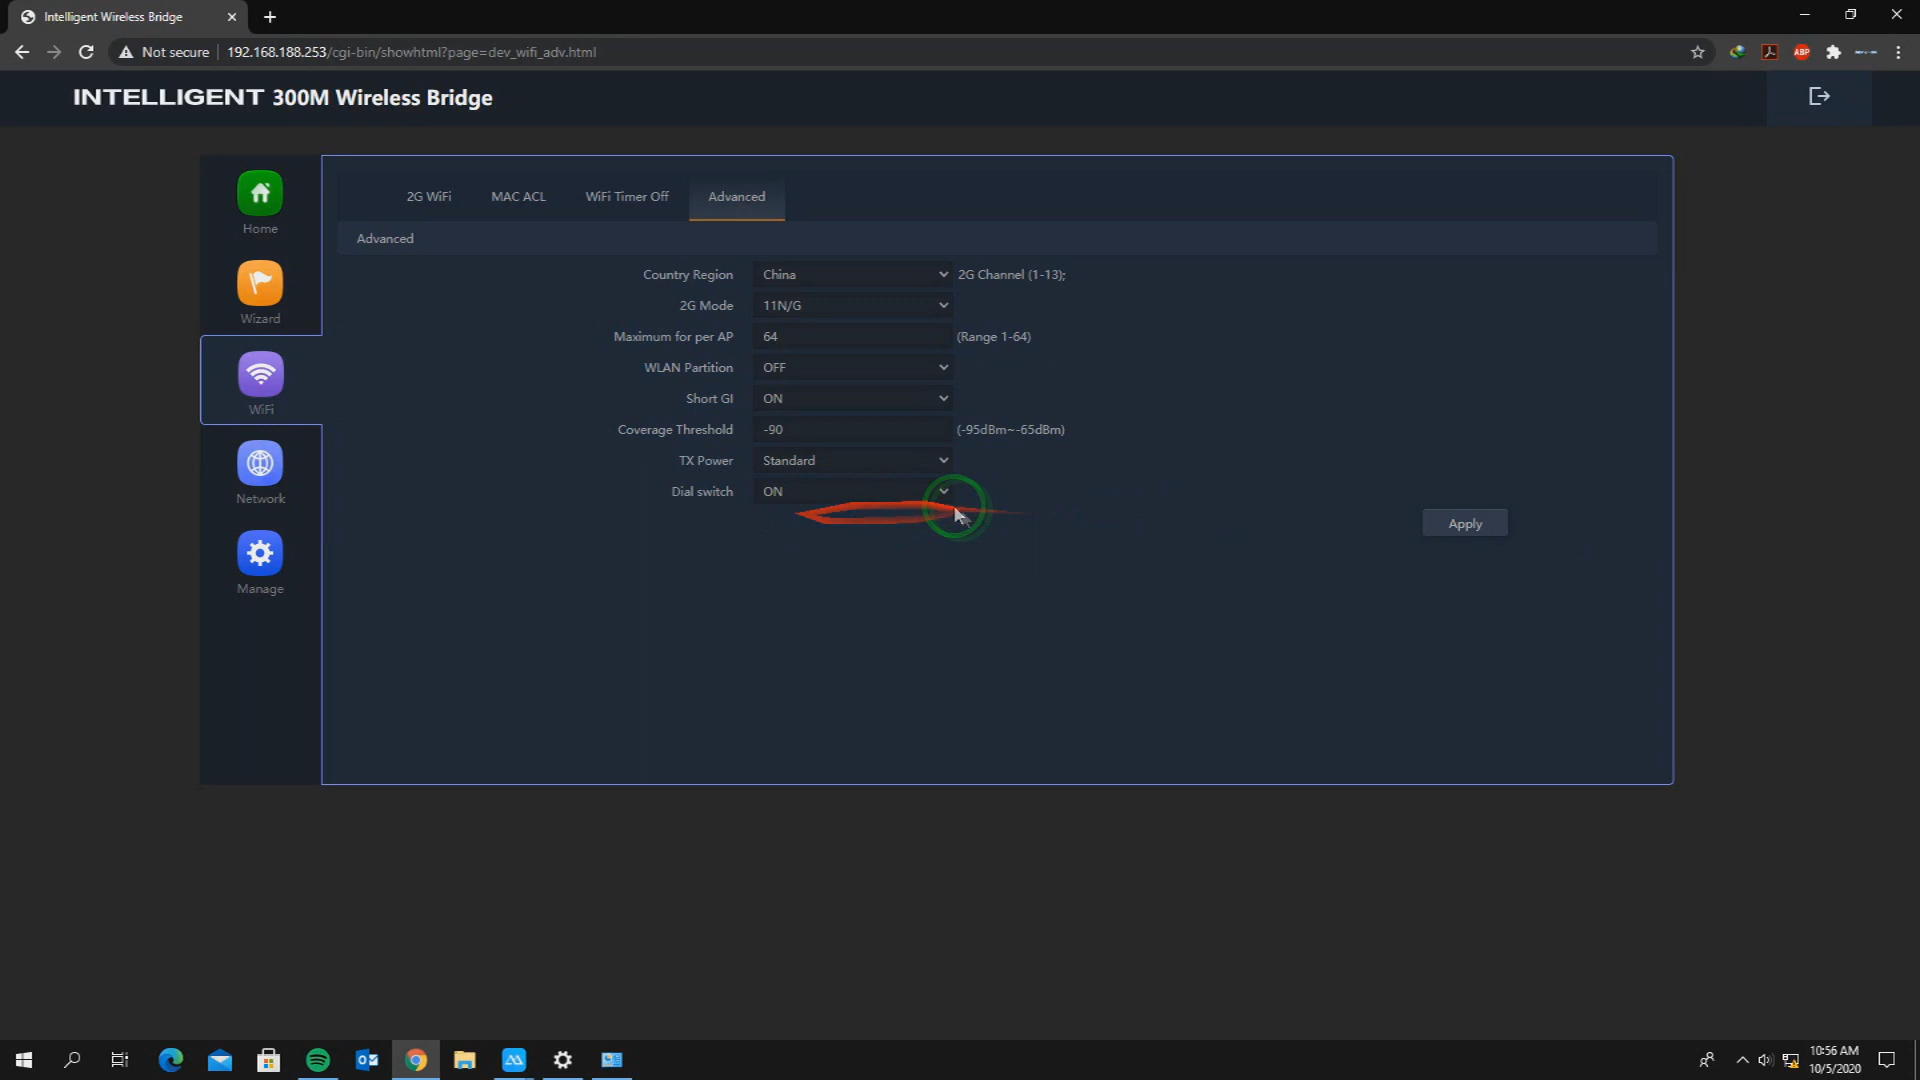 Intelligent Wireless Bridge
Not secure 192.168.188.253/cgi-bin/showhtml?page=dev_wifi_adv.html
ABP
INTELLIGENT 300M Wireless Bridge
Home
Wizard
WiFi
Network
Manage
2G WiFi MAC ACL WiFi Timer Off Advanced
Advanced
Country Region China 2G Channel (1-13);
2G Mode 11N/G
Maximum for per AP 64 (Range 1-64)
WLAN Partition OFF
Short GI ON
Coverage Threshold -90 (-95dBm~-65dBm)
TX Power Standard
Dial switch ON
Apply
10:56 AM
10/5/2020